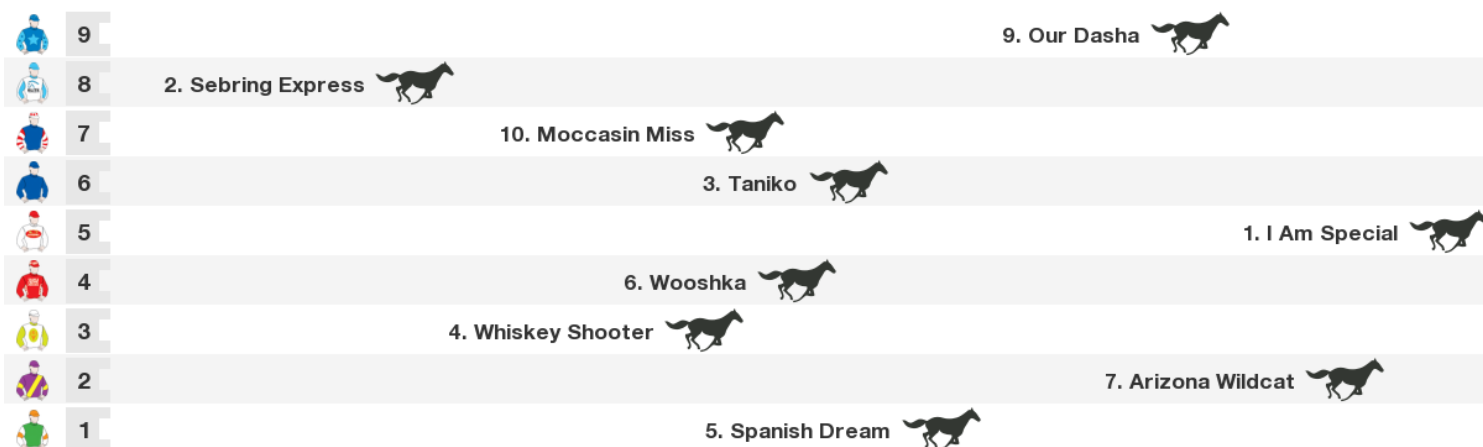 9 9. Our Dasha
8 2. Sebring Express
7 10. Moccasin Miss
6 3. Taniko
5 1. I Am Special
4 6. Wooshka
3 4. Whiskey Shooter
2 7. Arizona Wildcat
1 5. Spanish Dream